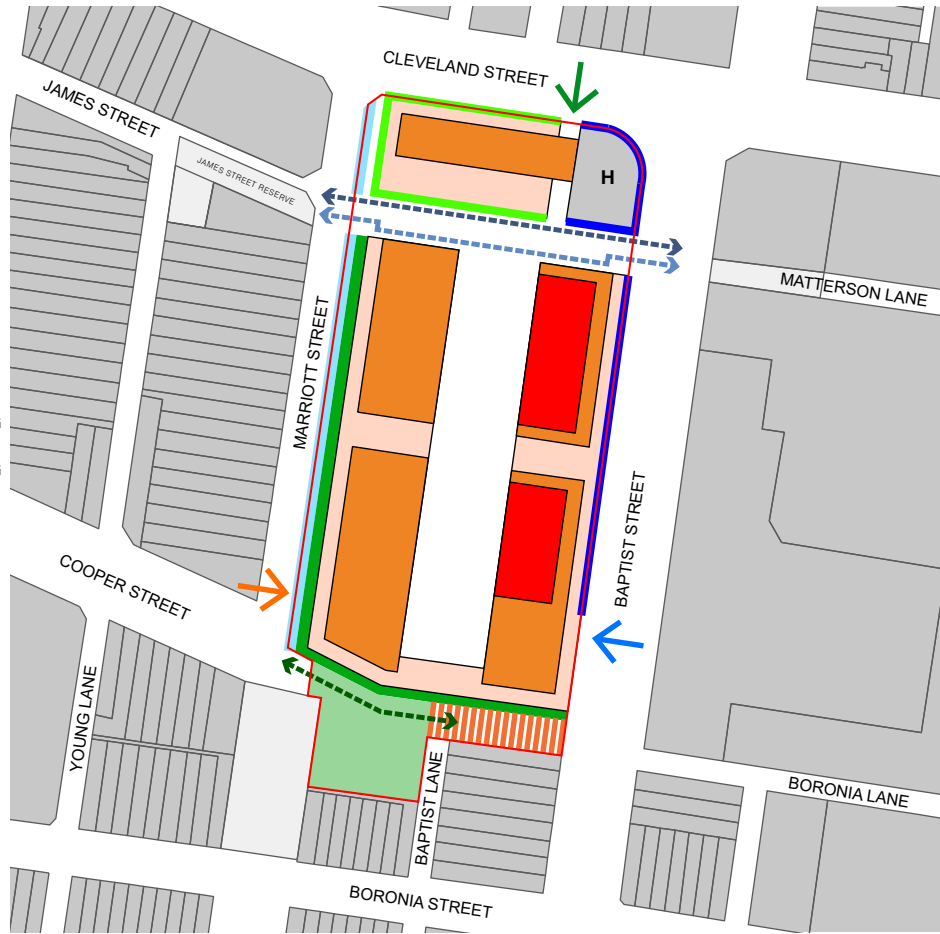 CLEVELAND STREET
JAMES STREET
JAMES STREET RESERVE
H
MATTERSON LANE
MARRIOTT STREET
BAPTIST STREET
COOPER STREET
YOUNG LANE
BAPTIST LANE
BORONIA LANE
BORONIA STREET